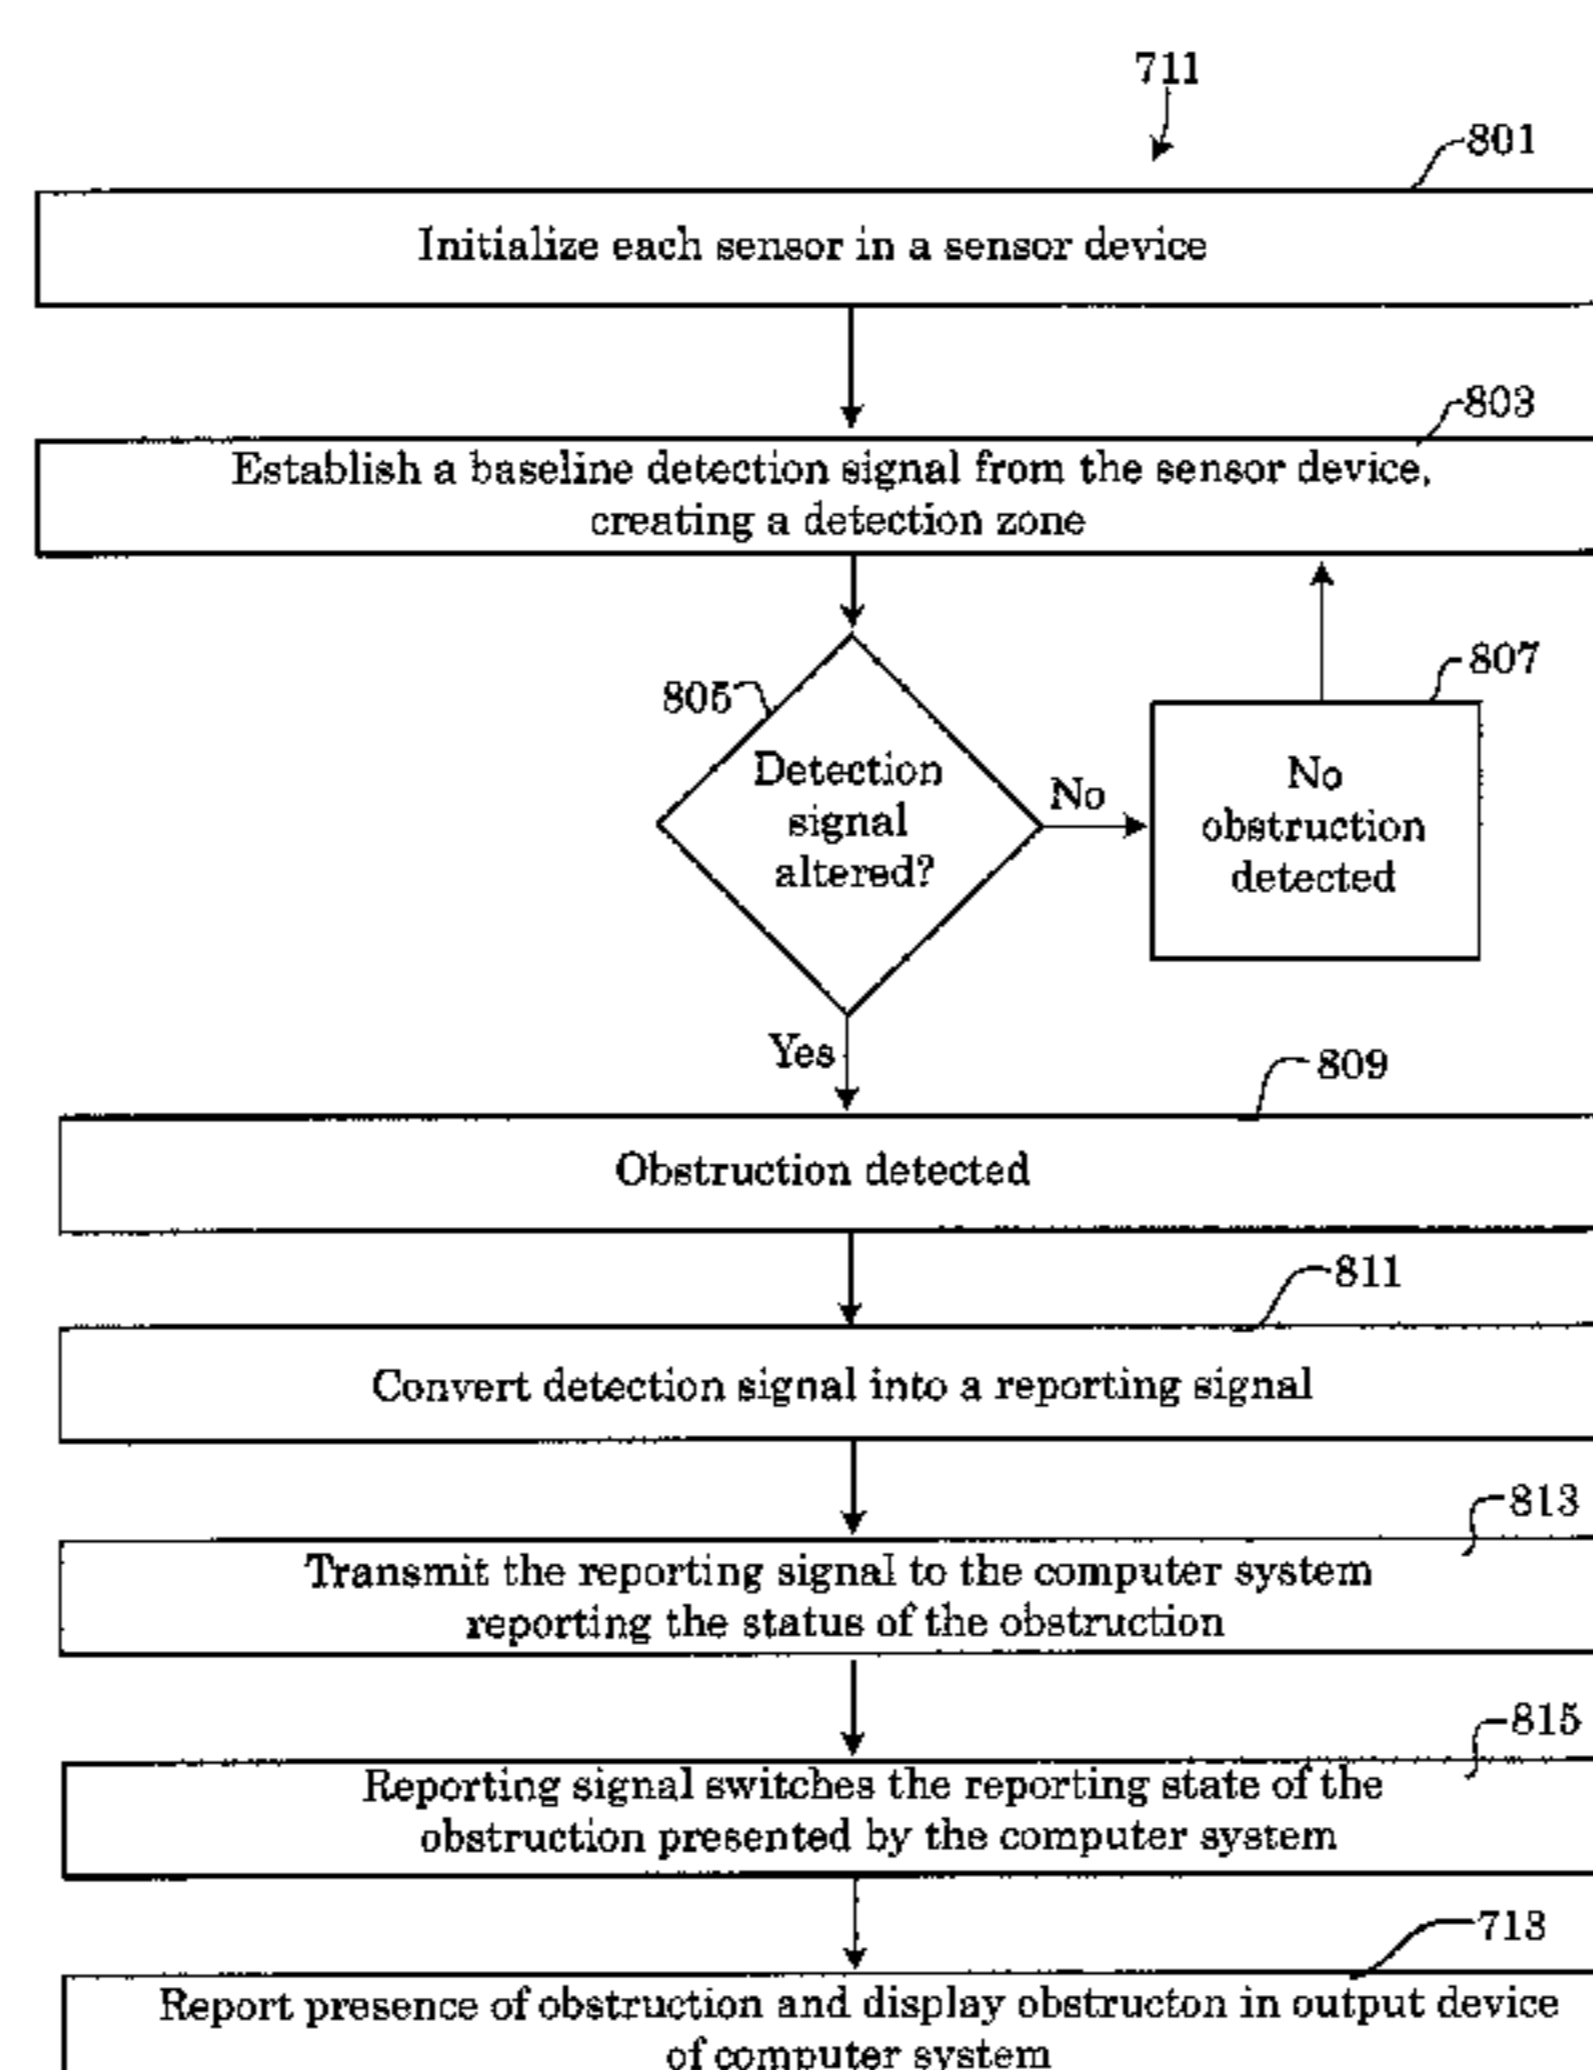 711
801
Initialize each sensor in a sensor device
803
Establish a baseline detection signal from the sensor device,
creating a detection zone
805
Detection
signal
altered?
No
807
No
obstruction
detected
Yes
809
Obstruction detected
811
Convert detection signal into a reporting signal
813
Transmit the reporting signal to the computer system
reporting the status of the obstruction
815
Reporting signal switches the reporting state of the
obstruction presented by the computer system
713
Report presence of obstruction and display obstructon in output device
of computer system